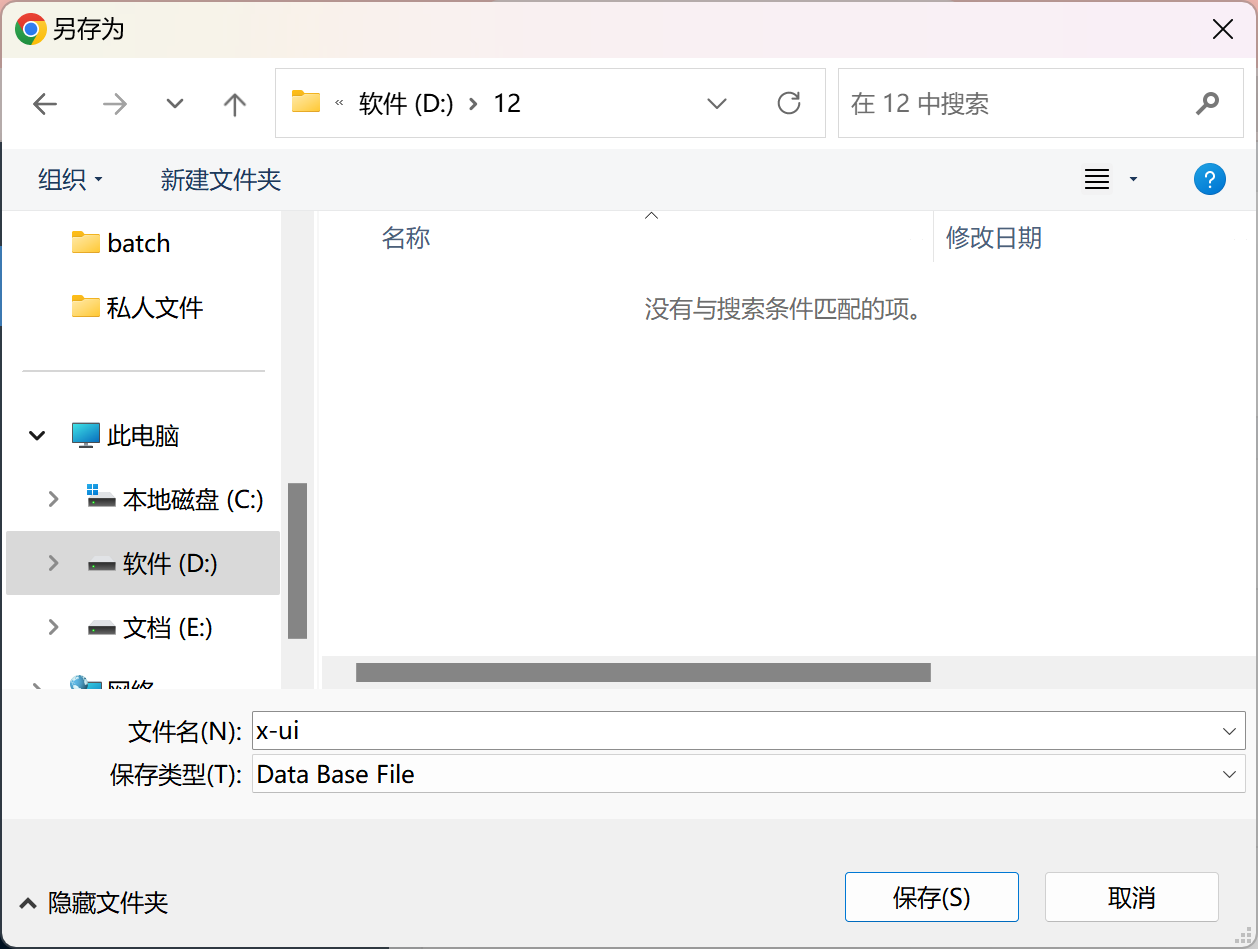 另存为
« 软件 (D:) › 12
在 12 中搜索
组织
新建文件夹
?
名称
修改日期
没有与搜索条件匹配的项。
batch
私人文件
此电脑
本地磁盘 (C:)
软件 (D:)
文档 (E:)
网络
文件名(N): x-ui
保存类型(T): Data Base File
隐藏文件夹
保存(S)
取消